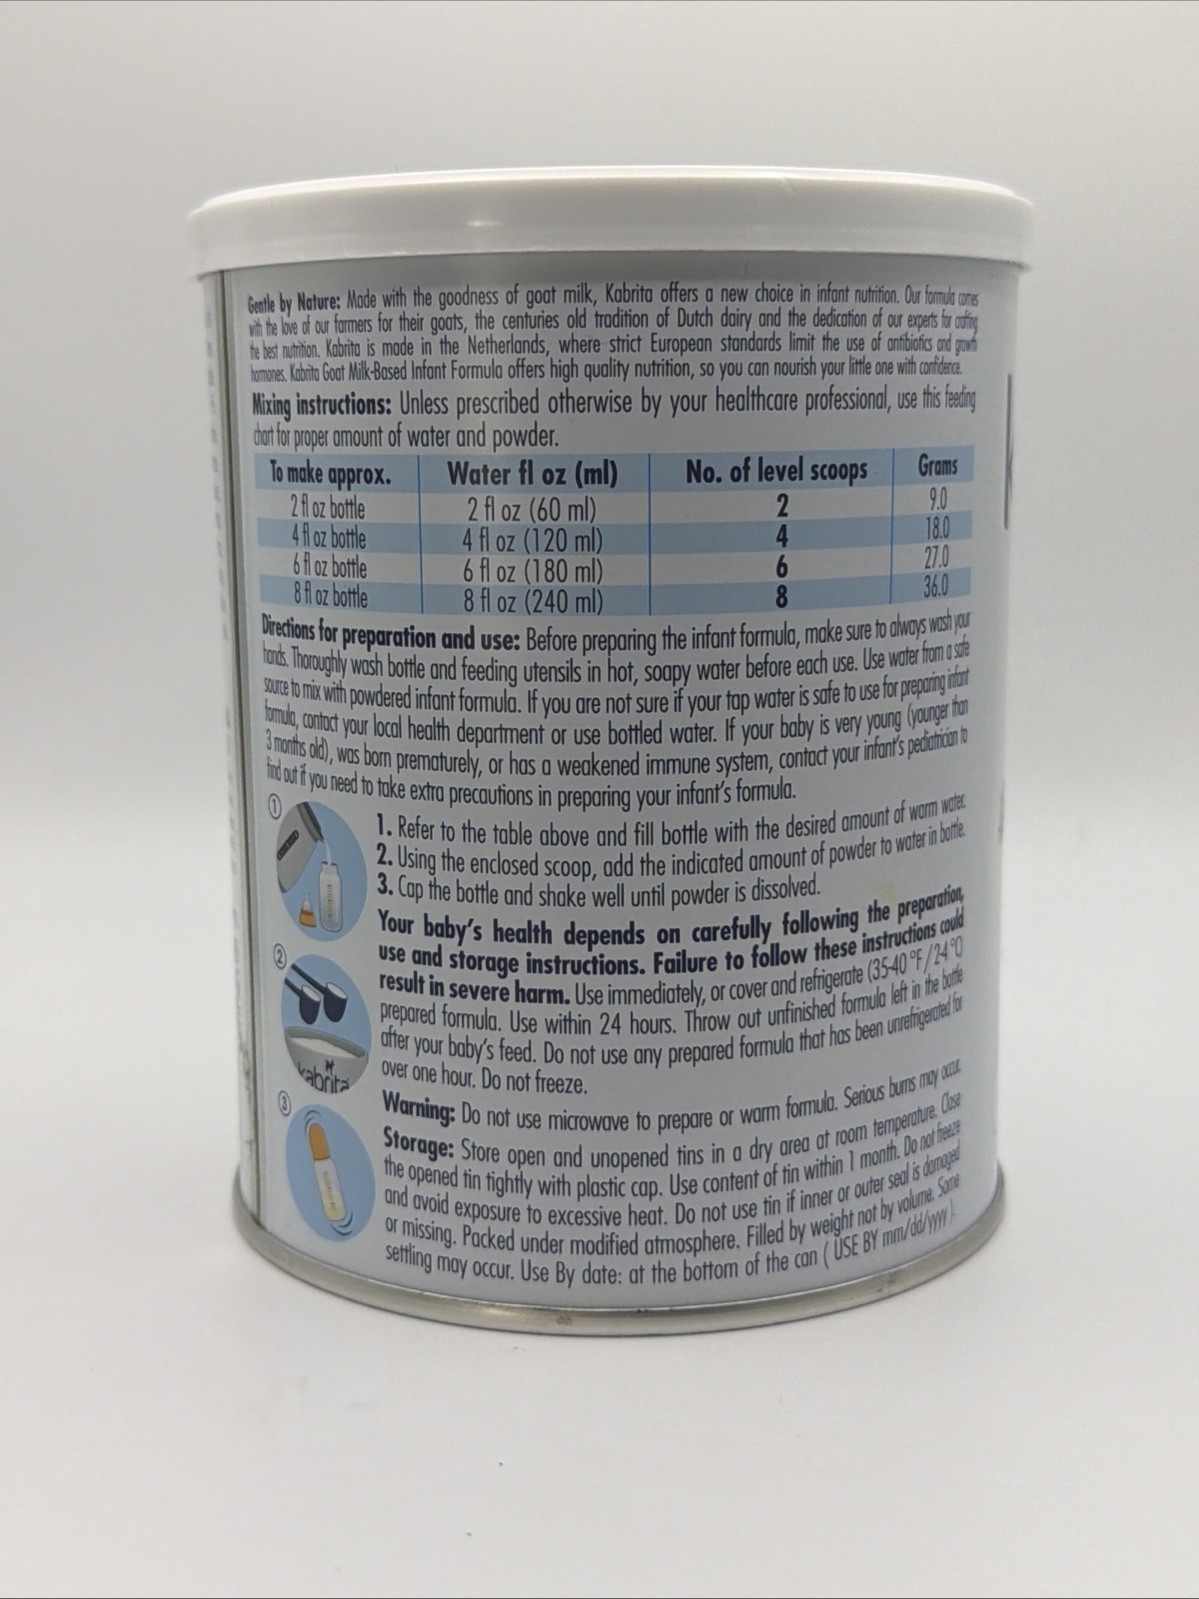 Gentle by Nature: Made with the goodness of goat milk, Kabrita offers a new choice in infant nutrition. Our formula comes
with the love of our farmers for their goats, the centuries old tradition of Dutch dairy and the dedication of our experts for crafting
the best nutrition. Kabrita is made in the Netherlands, where strict European standards limit the use of antibiotics and growth
hormones. Kabrita Goat Milk-Based Infant Formula offers high quality nutrition, so you can nourish your little one with confidence.
Mixing instructions: Unless prescribed otherwise by your healthcare professional, use this feeding
chart for proper amount of water and powder.
To make approx. Water fl oz (ml) No. of level scoops Grams
2 fl oz bottle 2 fl oz (60 ml) 2 9.0
4 fl oz bottle 4 fl oz (120 ml) 4 18.0
6 fl oz bottle 6 fl oz (180 ml) 6 27.0
8 fl oz bottle 8 fl oz (240 ml) 8 36.0
Directions for preparation and use: Before preparing the infant formula, make sure to always wash your
hands. Thoroughly wash bottle and feeding utensils in hot, soapy water before each use. Use water from a safe
source to mix with powdered infant formula. If you are not sure if your tap water is safe to use for preparing infant
formula, contact your local health department or use bottled water. If your baby is very young (younger than
3 months old), was born prematurely, or has a weakened immune system, contact your infant's pediatrician to
find out if you need to take extra precautions in preparing your infant's formula.
1
1. Refer to the table above and fill bottle with the desired amount of warm water.
2. Using the enclosed scoop, add the indicated amount of powder to water in bottle.
3. Cap the bottle and shake well until powder is dissolved.
Your baby's health depends on carefully following the preparation,
use and storage instructions. Failure to follow these instructions could
result in severe harm. Use immediately, or cover and refrigerate (35-40 °F/2-4 °C)
prepared formula. Use within 24 hours. Throw out unfinished formula left in the bottle
after your baby's feed. Do not use any prepared formula that has been unrefrigerated for
over one hour. Do not freeze.
2
kabrita
3
Warning: Do not use microwave to prepare or warm formula. Serious burns may occur.
Storage: Store open and unopened tins in a dry area at room temperature. Close
the opened tin tightly with plastic cap. Use content of tin within 1 month. Do not freeze
and avoid exposure to excessive heat. Do not use tin if inner or outer seal is damaged
or missing. Packed under modified atmosphere. Filled by weight not by volume. Some
settling may occur. Use By date: at the bottom of the can ( USE BY mm/dd/yyyy ).